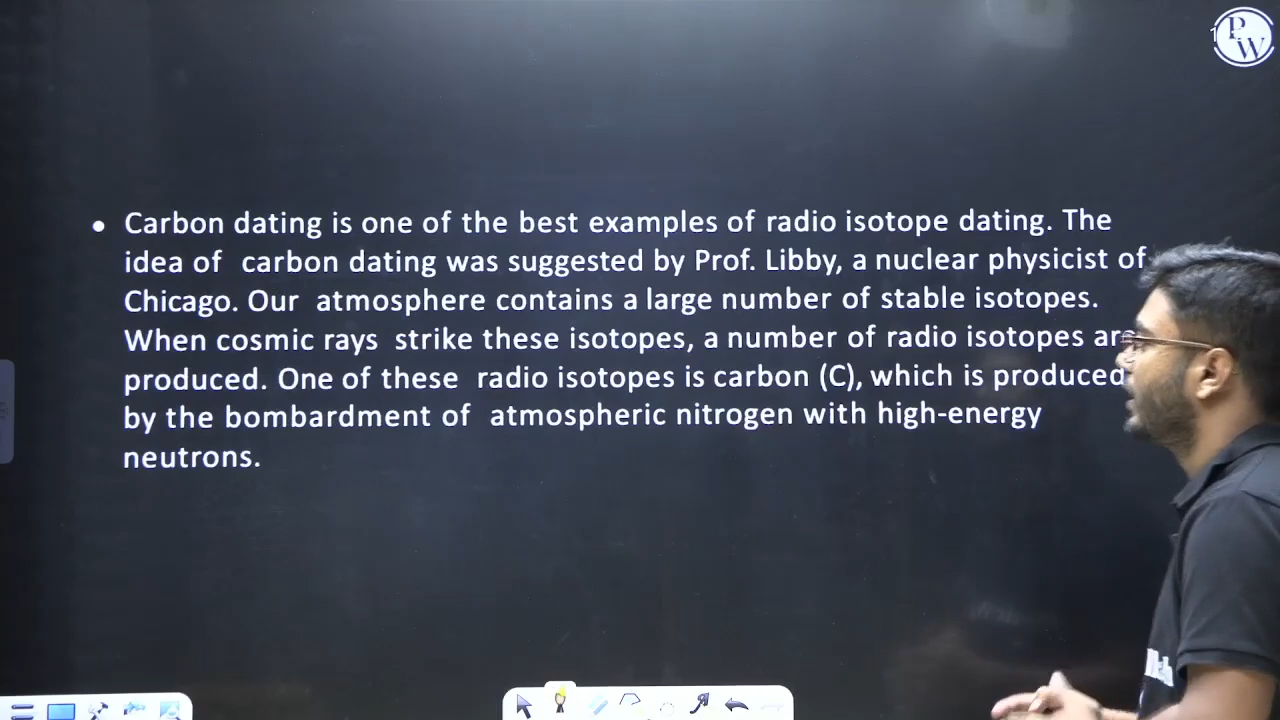 PW
• Carbon dating is one of the best examples of radio isotope dating. The
idea of carbon dating was suggested by Prof. Libby, a nuclear physicist of
Chicago. Our atmosphere contains a large number of stable isotopes.
When cosmic rays strike these isotopes, a number of radio isotopes are
produced. One of these radio isotopes is carbon (C), which is produced
by the bombardment of atmospheric nitrogen with high-energy
neutrons.